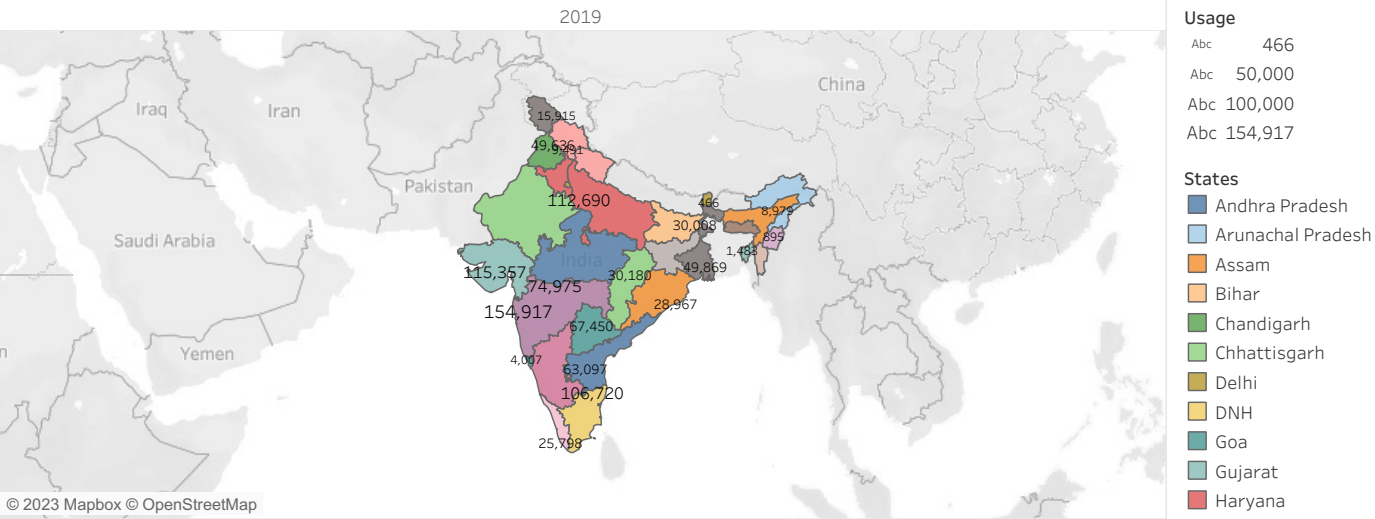 2019
Iraq
Iran
China
Pakistan
Saudi Arabia
Yemen
India
n
15,915
49,636
9,491
112,690
466
8,979
30,008
895
1,483
49,869
115,357
30,180
74,975
28,967
154,917
67,450
4,007
63,097
106,720
25,798
© 2023 Mapbox © OpenStreetMap
Usage
Abc 466
Abc 50,000
Abc 100,000
Abc 154,917
States
Andhra Pradesh
Arunachal Pradesh
Assam
Bihar
Chandigarh
Chhattisgarh
Delhi
DNH
Goa
Gujarat
Haryana